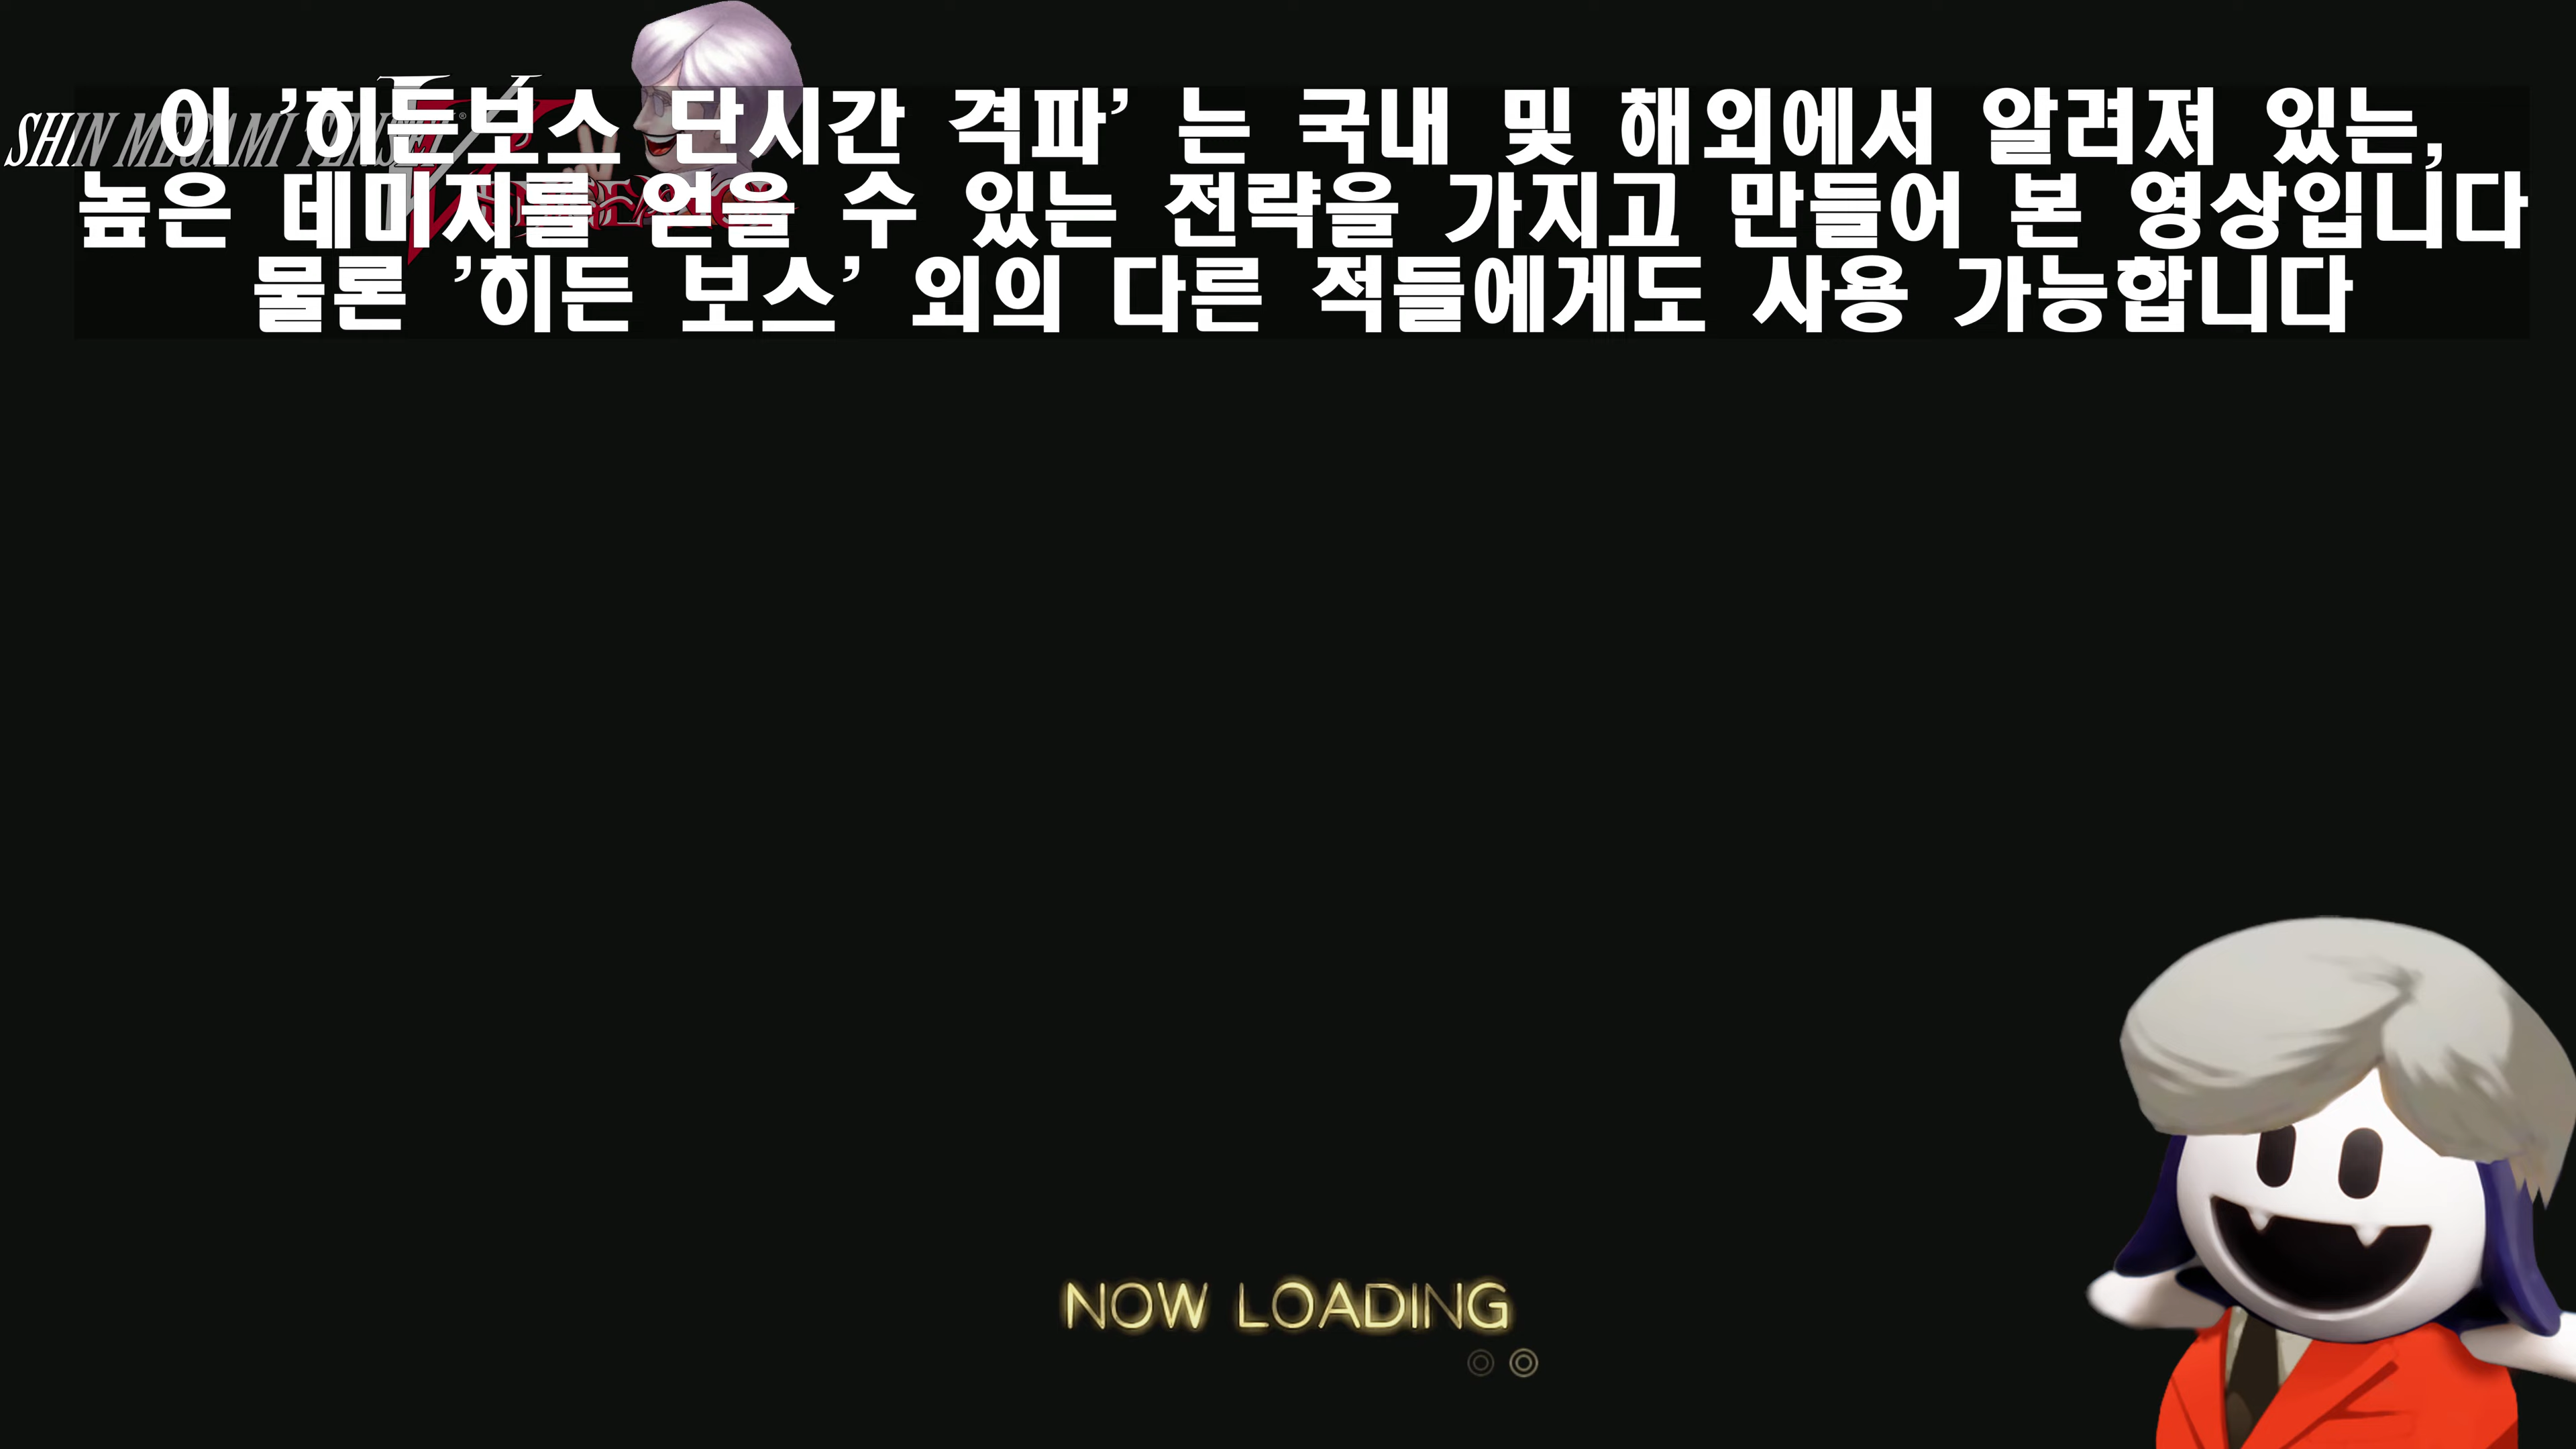 이 '히든보스 단시간 격파' 는 국내 및 해외에서 알려져 있는,
높은 데미지를 얻을 수 있는 전략을 가지고 만들어 본 영상입니다
물론 '히든 보스' 외의 다른 적들에게도 사용 가능합니다
SHIN MEGAMI TENSEI
NOW LOADING